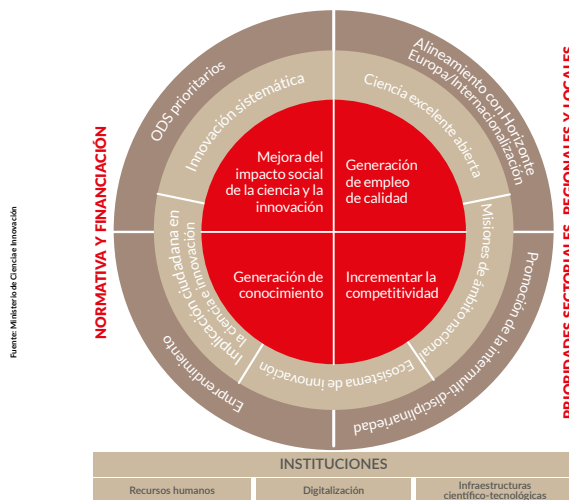 ODS prioritarios
Alineamiento con Horizonte
Europa/Internacionalización
Innovación sistemática
Ciencia excelente abierta
Mejora del
impacto social
de la ciencia y la
innovación
Generación
de empleo
de calidad
NORMATIVA Y FINANCIACIÓN
PRIORIDADES SECTORIALES, REGIONALES Y LOCALES
Fuente: Ministerio de Ciencia e Innovación
Generación de
conocimiento
Incrementar la
competitividad
Implicación ciudadana en
la ciencia e innovación
Misiones de ámbito nacional
Ecosistema de innovación
Emprendimiento
Promoción de la intermulti-disciplinariedad
INSTITUCIONES
Recursos humanos
Digitalización
Infraestructuras
científico-tecnológicas